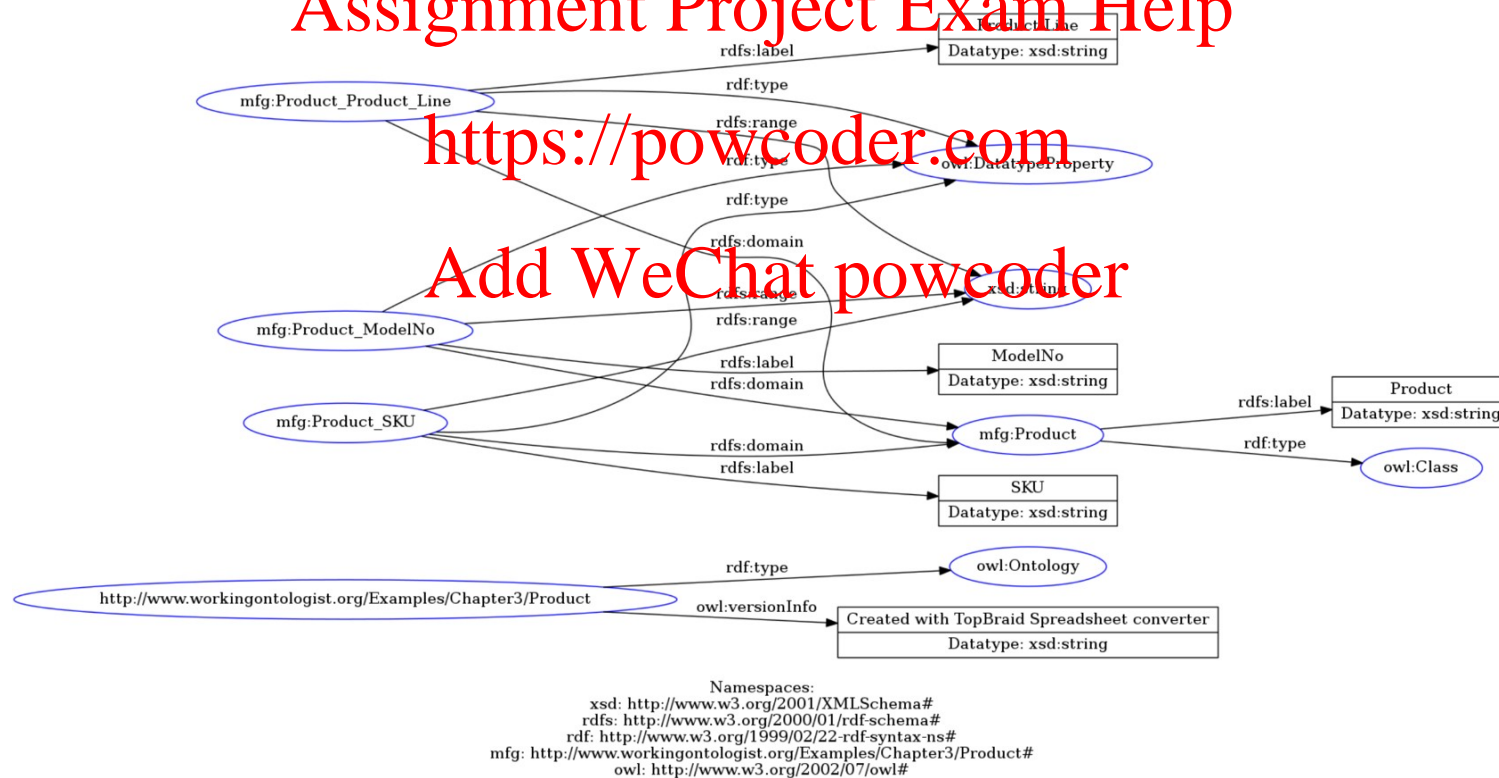 Assignment Project Exam Help
Product Line
Datatype: xsd:string
rdfs:label
rdf:type
mfg:Product_Product_Line
rdfs:range
https://powcoder.com
rdf:type
owl:DatatypeProperty
rdf:type
rdfs:domain
Add WeChat powcoder
rdfs:range
xsd:string
rdfs:range
mfg:Product_ModelNo
ModelNo
Datatype: xsd:string
rdfs:label
rdfs:domain
Product
Datatype: xsd:string
rdfs:label
mfg:Product_SKU
mfg:Product
rdfs:domain
rdf:type
rdfs:label
owl:Class
SKU
Datatype: xsd:string
rdf:type
owl:Ontology
http://www.workingontologist.org/Examples/Chapter3/Product
owl:versionInfo
Created with TopBraid Spreadsheet converter
Datatype: xsd:string
Namespaces:
xsd: http://www.w3.org/2001/XMLSchema#
rdfs: http://www.w3.org/2000/01/rdf-schema#
rdf: http://www.w3.org/1999/02/22-rdf-syntax-ns#
mfg: http://www.workingontologist.org/Examples/Chapter3/Product#
owl: http://www.w3.org/2002/07/owl#